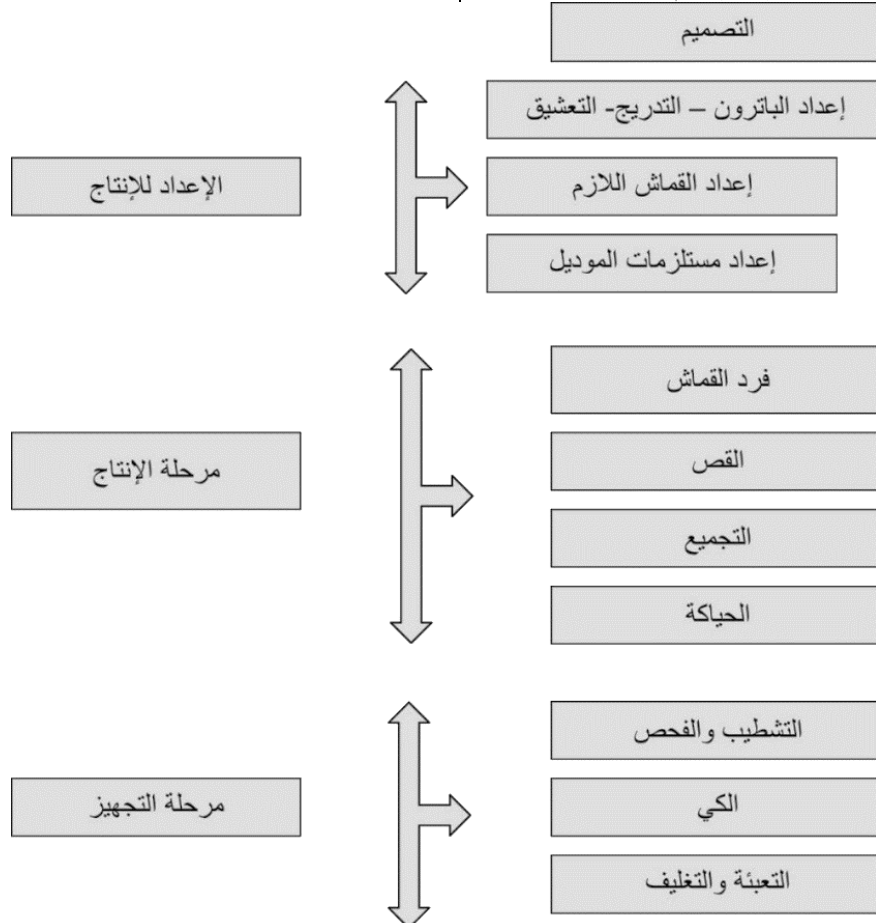 التصميم
إعداد الباترون – التدريج- التعشيق
الإعداد للإنتاج
إعداد القماش اللازم
إعداد مستلزمات الموديل
فرد القماش
مرحلة الإنتاج
القص
التجميع
الحياكة
التشطيب والفحص
مرحلة التجهيز
الكي
التعبئة والتغليف